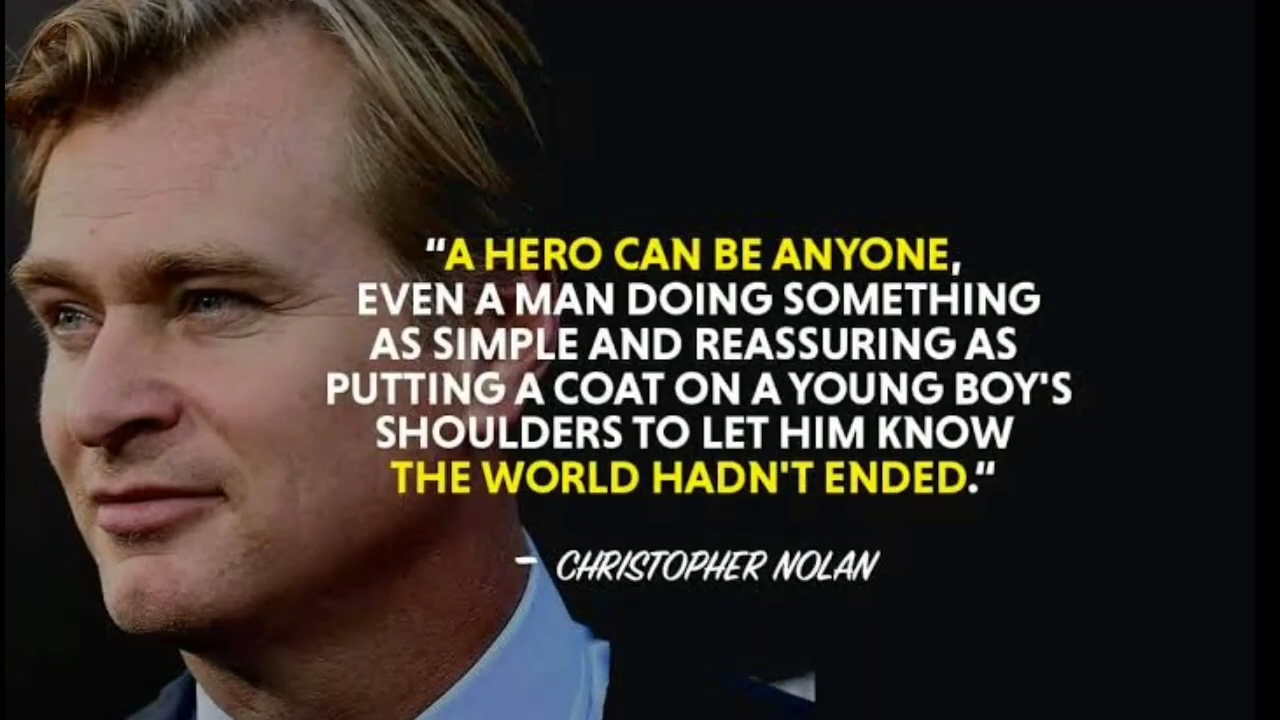 “A HERO CAN BE ANYONE,
EVEN A MAN DOING SOMETHING
AS SIMPLE AND REASSURING AS
PUTTING A COAT ON A YOUNG BOY'S
SHOULDERS TO LET HIM KNOW
THE WORLD HADN'T ENDED.“
- CHRISTOPHER NOLAN